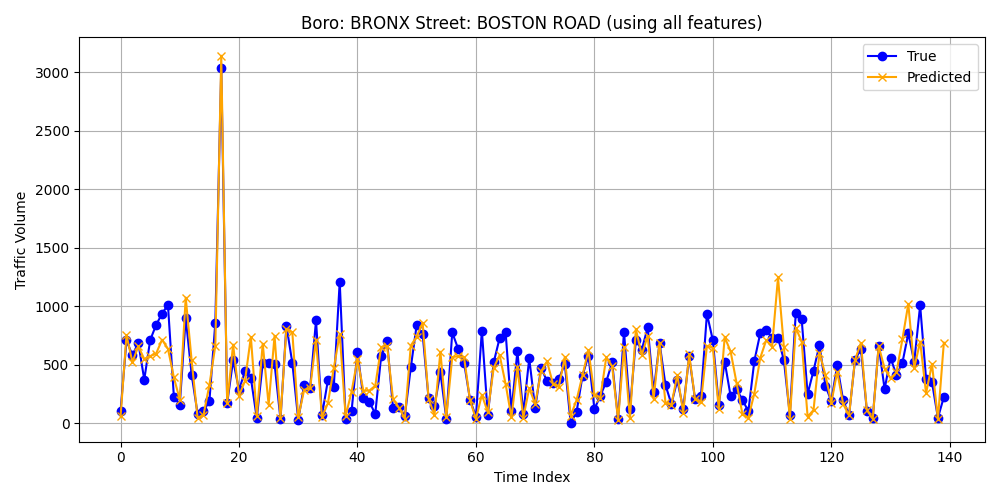 Boro: BRONX Street: BOSTON ROAD (using all features)
True
Predicted
Traffic Volume
3000
2500
2000
1500
1000
500
0
0 20 40 60 80 100 120 140
Time Index